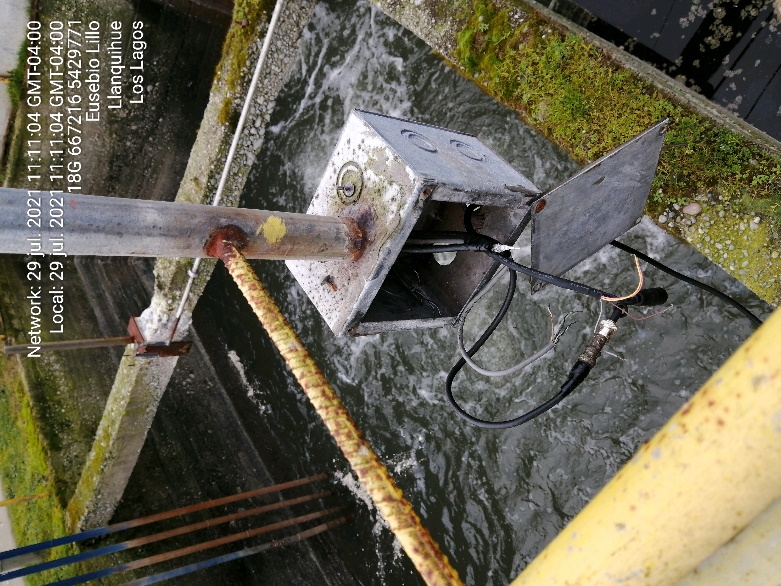 Network: 29 jul. 2021 11:11:04 GMT-04:00
Local: 29 jul. 2021 11:11:04 GMT-04:00
18G 667216 5429771
Eusebio Lillo
Llanquihue
Los Lagos